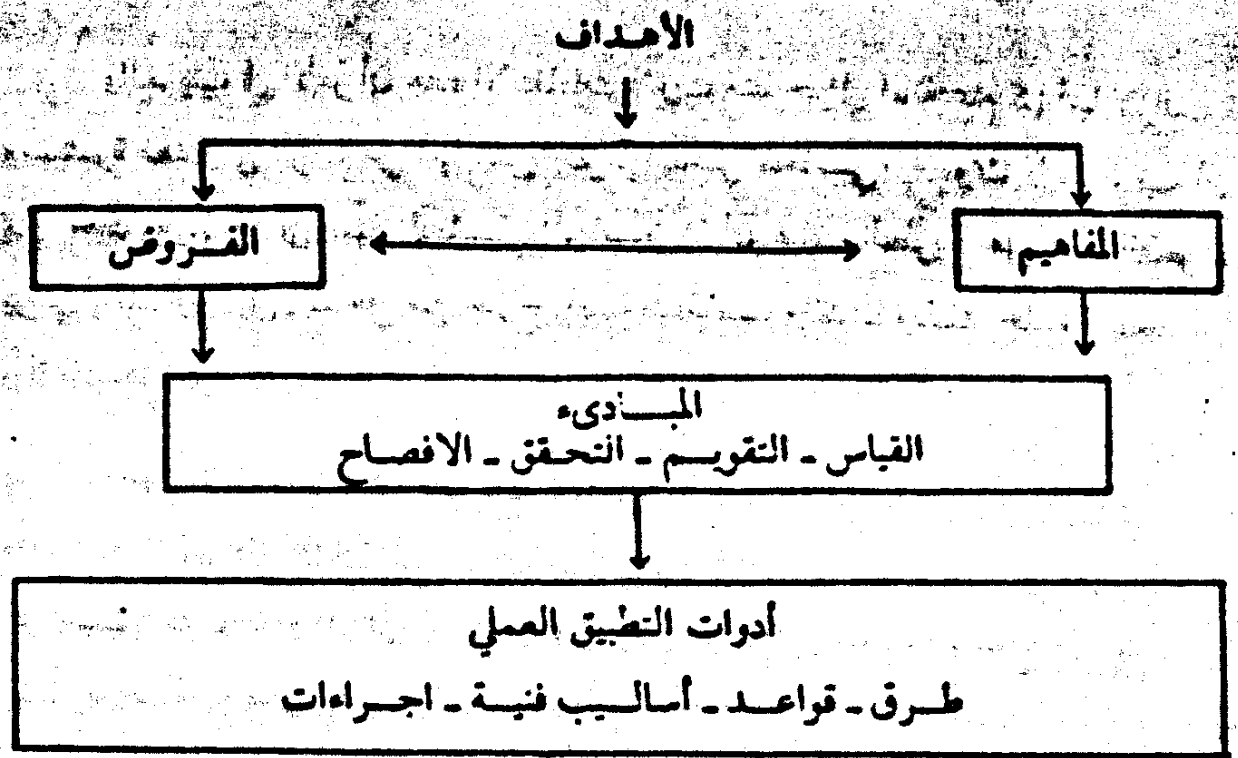 الأهداف
المفاهيم
الفروض
المبادىء
القياس - التقويم - التحقق - الافصاح
أدوات التطبيق العملي
طرق - قواعد - أساليب فنية - اجراءات